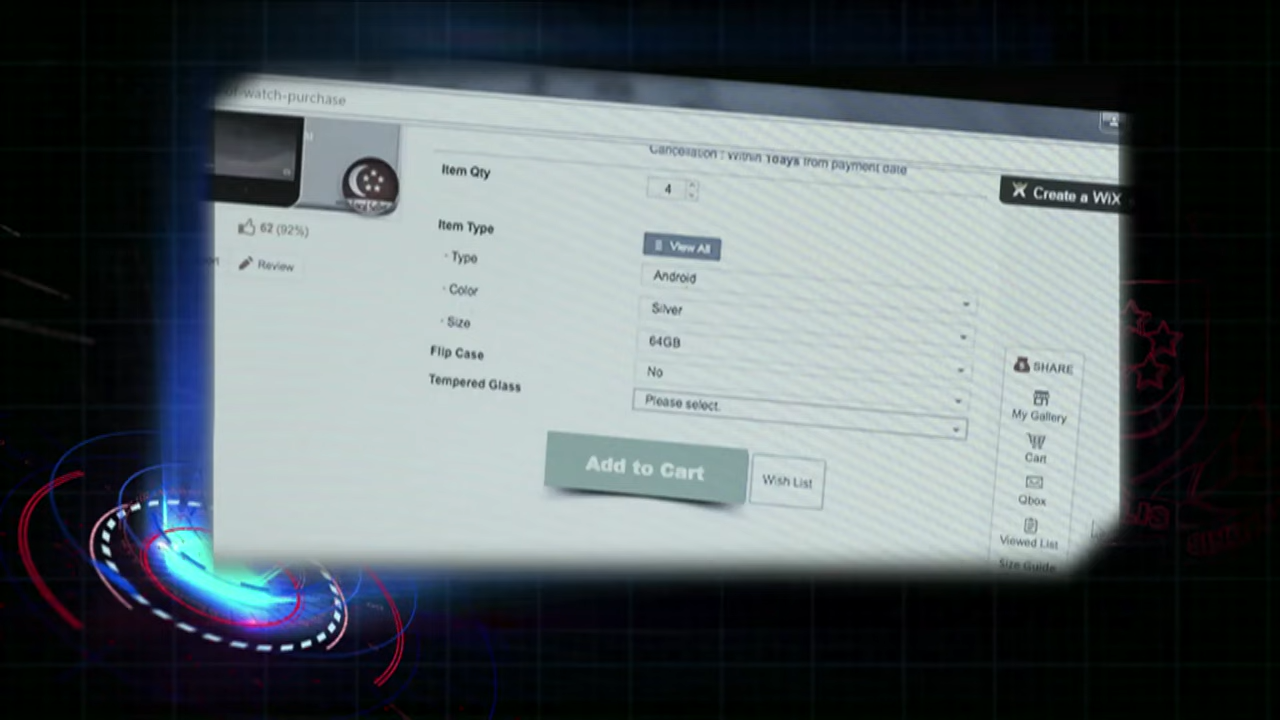 -watch-purchase
Cancellation : Within 1days from payment date
Item Qty
4
Create a WiX
62 (92%)
Item Type
View All
Review
· Type
Android
· Color
Silver
· Size
64GB
Flip Case
No
Tempered Glass
Please select.
SHARE
My Gallery
Add to Cart
Wish List
Cart
Qbox
Viewed List
Size Guide